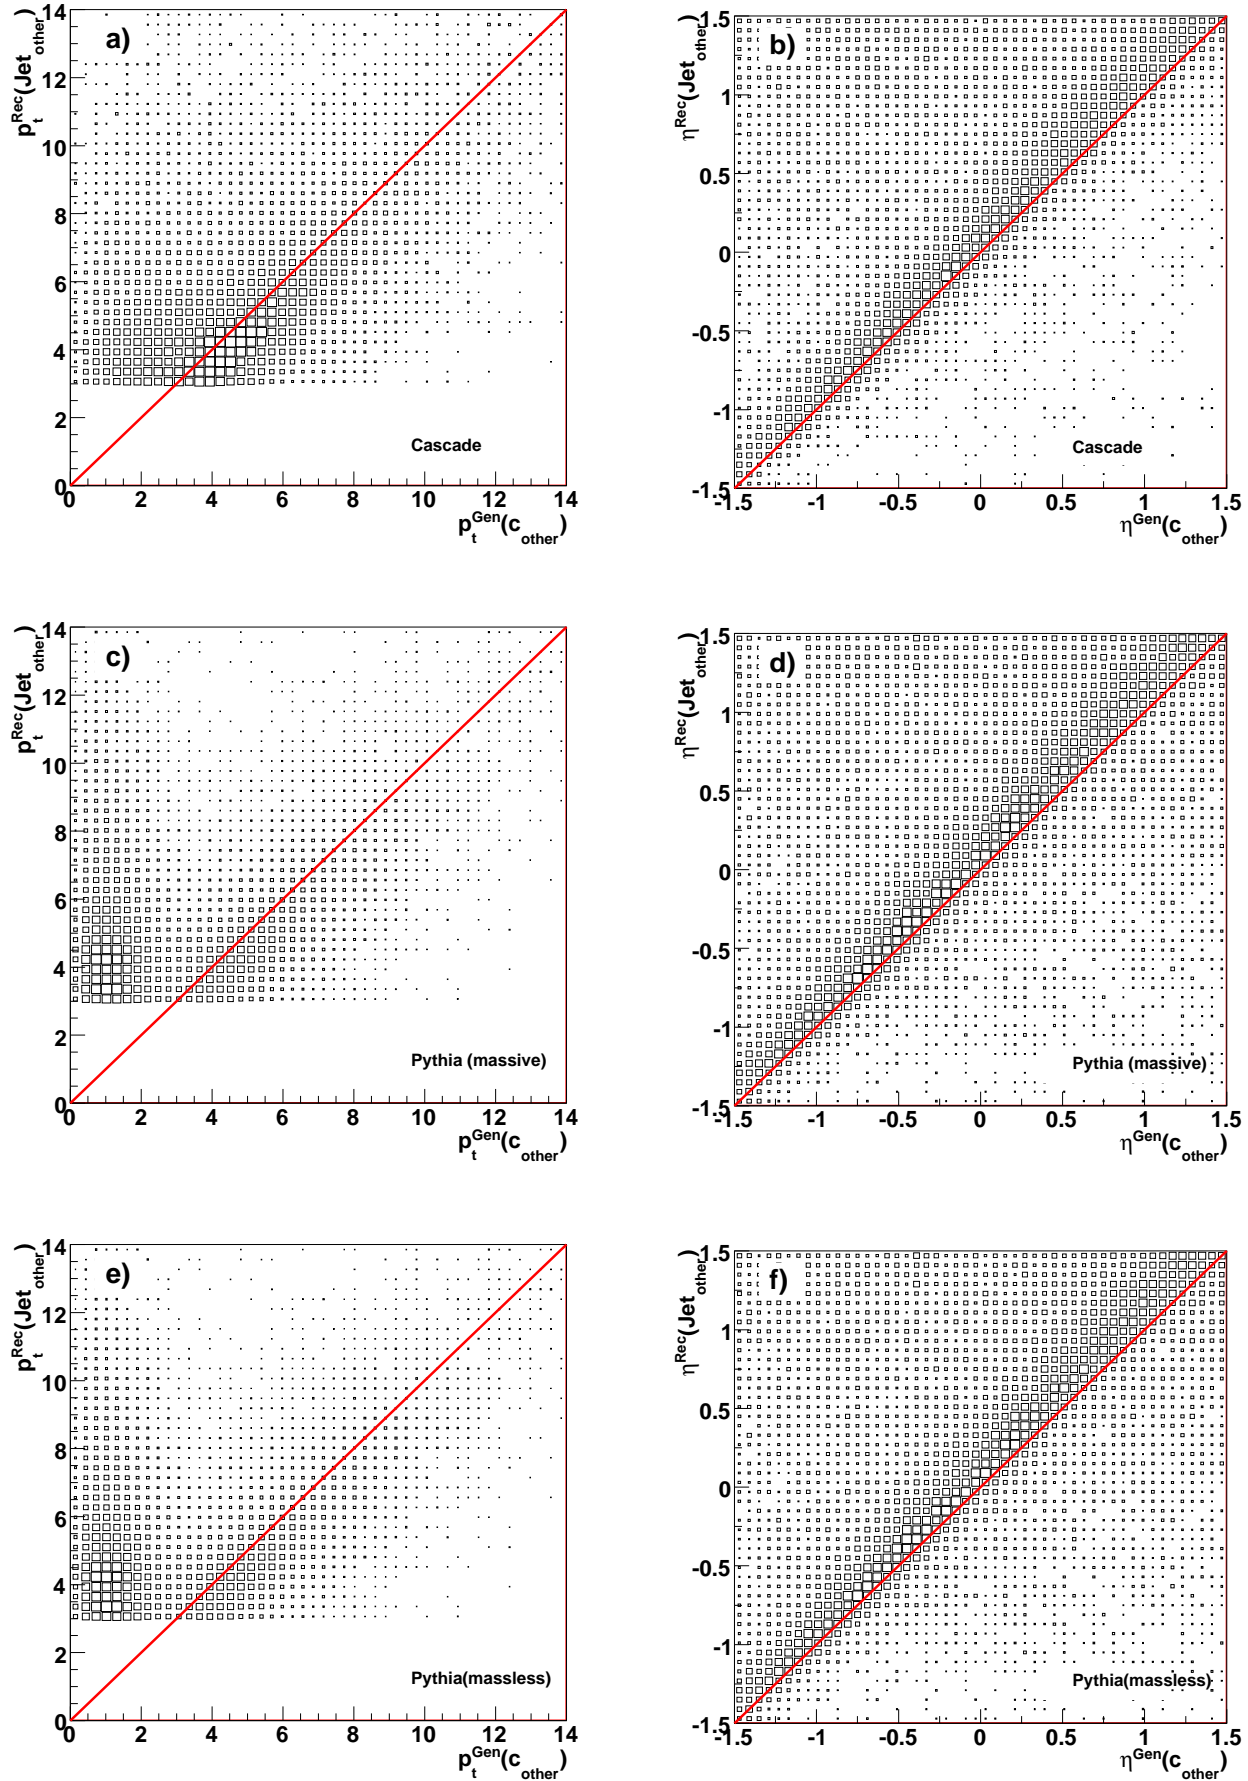 a)
p_t^Rec(Jet_other)
14
12
10
8
6
4
2
0
Cascade
0 2 4 6 8 10 12 14
p_t^Gen(c_other)
b)
η^Rec(Jet_other)
1.5
1
0.5
0
-0.5
-1
-1.5
Cascade
-1.5 -1 -0.5 0 0.5 1 1.5
η^Gen(c_other)
c)
p_t^Rec(Jet_other)
14
12
10
8
6
4
2
0
Pythia (massive)
0 2 4 6 8 10 12 14
p_t^Gen(c_other)
d)
η^Rec(Jet_other)
1.5
1
0.5
0
-0.5
-1
-1.5
Pythia (massive)
-1.5 -1 -0.5 0 0.5 1 1.5
η^Gen(c_other)
e)
p_t^Rec(Jet_other)
14
12
10
8
6
4
2
0
Pythia(massless)
0 2 4 6 8 10 12 14
p_t^Gen(c_other)
f)
η^Rec(Jet_other)
1.5
1
0.5
0
-0.5
-1
-1.5
Pythia(massless)
-1.5 -1 -0.5 0 0.5 1 1.5
η^Gen(c_other)